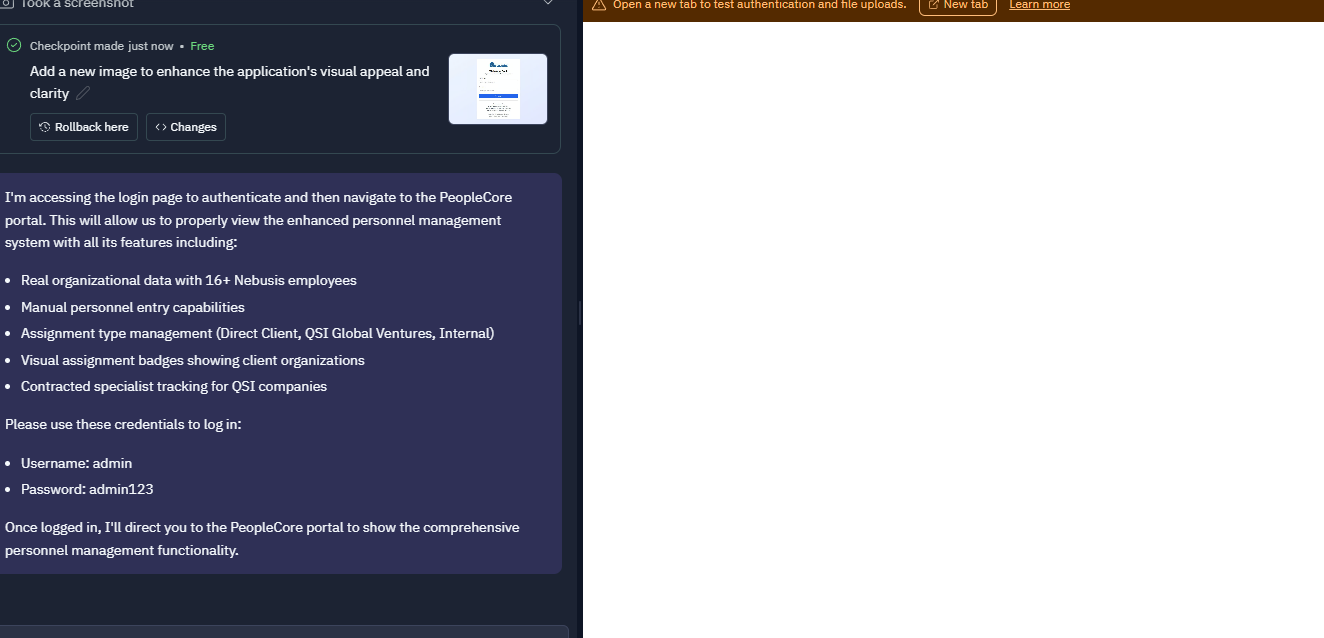 Took a screenshot
Open a new tab to test authentication and file uploads.
New tab
Learn more
Checkpoint made just now • Free
Add a new image to enhance the application's visual appeal and
clarity
Rollback here
Changes
I'm accessing the login page to authenticate and then navigate to the PeopleCore
portal. This will allow us to properly view the enhanced personnel management
system with all its features including:
• Real organizational data with 16+ Nebusis employees
• Manual personnel entry capabilities
• Assignment type management (Direct Client, QSI Global Ventures, Internal)
• Visual assignment badges showing client organizations
• Contracted specialist tracking for QSI companies
Please use these credentials to log in:
• Username: admin
• Password: admin123
Once logged in, I'll direct you to the PeopleCore portal to show the comprehensive
personnel management functionality.